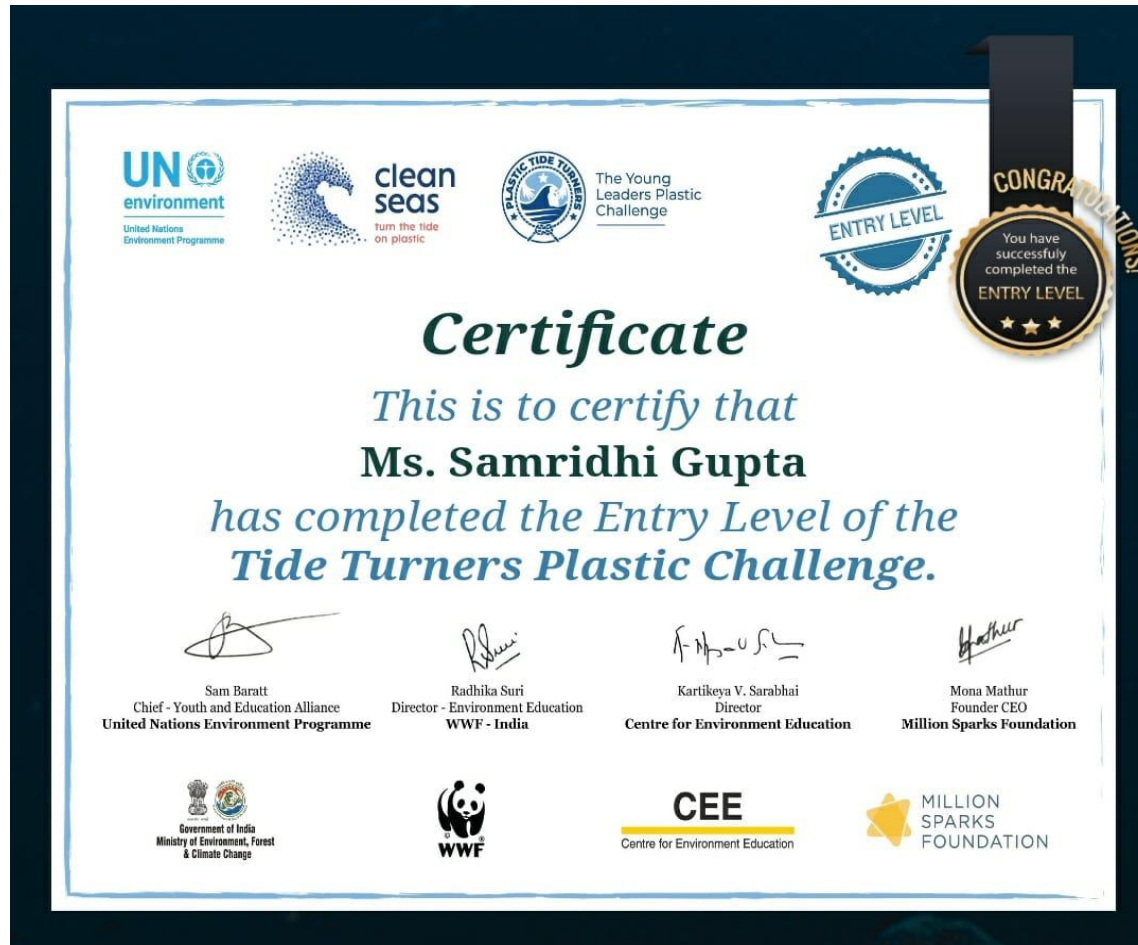 UN
environment
United Nations
Environment Programme
clean
seas
turn the tide
on plastic
PLASTIC TIDE TURNERS
The Young
Leaders Plastic
Challenge
ENTRY LEVEL
CONGRATULATIONS!
You have
successfuly
completed the
ENTRY LEVEL
Certificate
This is to certify that
Ms. Samridhi Gupta
has completed the Entry Level of the
Tide Turners Plastic Challenge.
Sam Baratt
Chief - Youth and Education Alliance
United Nations Environment Programme
Radhika Suri
Director - Environment Education
WWF - India
Kartikeya V. Sarabhai
Director
Centre for Environment Education
Mona Mathur
Founder CEO
Million Sparks Foundation
Government of India
Ministry of Environment, Forest
& Climate Change
WWF
CEE
Centre for Environment Education
MILLION
SPARKS
FOUNDATION